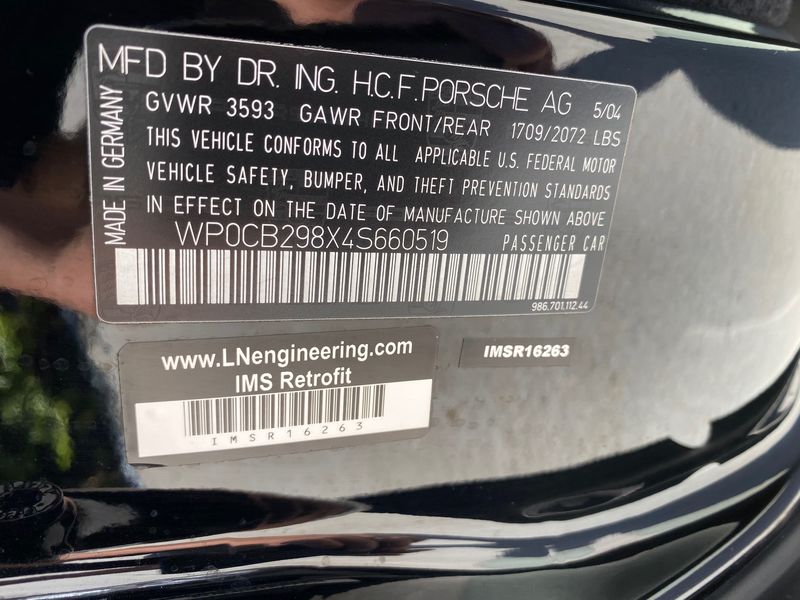 MFD BY DR. ING. H.C.F. PORSCHE AG 5/04
GVWR 3593 GAWR FRONT/REAR 1709/2072 LBS
THIS VEHICLE CONFORMS TO ALL APPLICABLE U.S. FEDERAL MOTOR
VEHICLE SAFETY, BUMPER, AND THEFT PREVENTION STANDARDS
IN EFFECT ON THE DATE OF MANUFACTURE SHOWN ABOVE
MADE IN GERMANY
WP0CB298X4S660519 PASSENGER CAR
986.701.112.44
www.LNengineering.com
IMS Retrofit
IMSR16263
IMSR16263